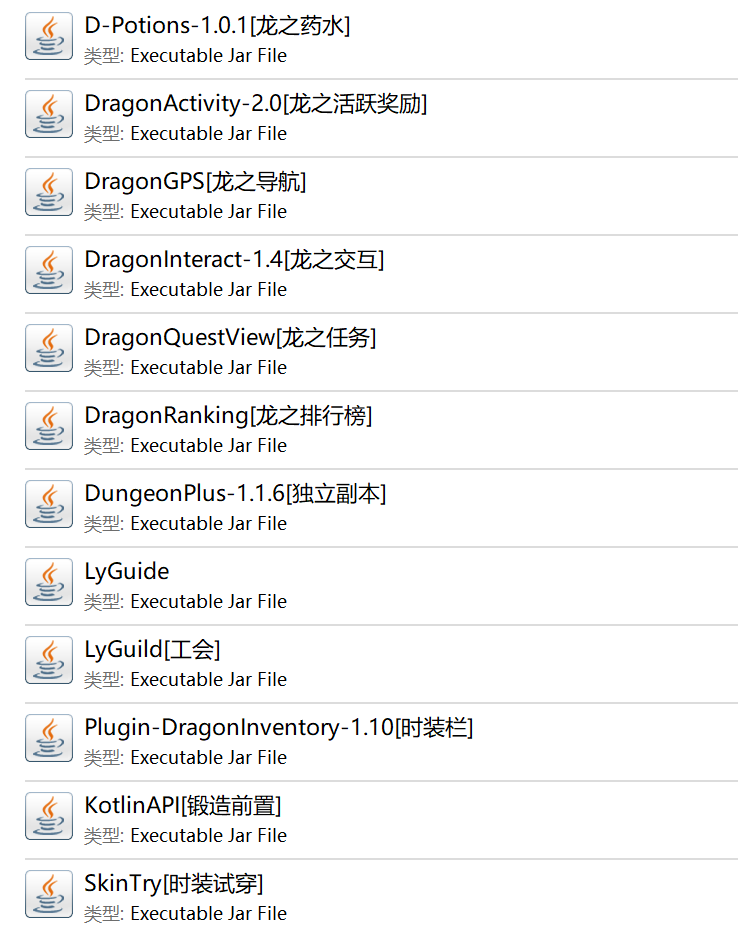 D-Potions-1.0.1[龙之药水]
类型: Executable Jar File
DragonActivity-2.0[龙之活跃奖励]
类型: Executable Jar File
DragonGPS[龙之导航]
类型: Executable Jar File
DragonInteract-1.4[龙之交互]
类型: Executable Jar File
DragonQuestView[龙之任务]
类型: Executable Jar File
DragonRanking[龙之排行榜]
类型: Executable Jar File
DungeonPlus-1.1.6[独立副本]
类型: Executable Jar File
LyGuide
类型: Executable Jar File
LyGuild[工会]
类型: Executable Jar File
Plugin-DragonInventory-1.10[时装栏]
类型: Executable Jar File
KotlinAPI[锻造前置]
类型: Executable Jar File
SkinTry[时装试穿]
类型: Executable Jar File